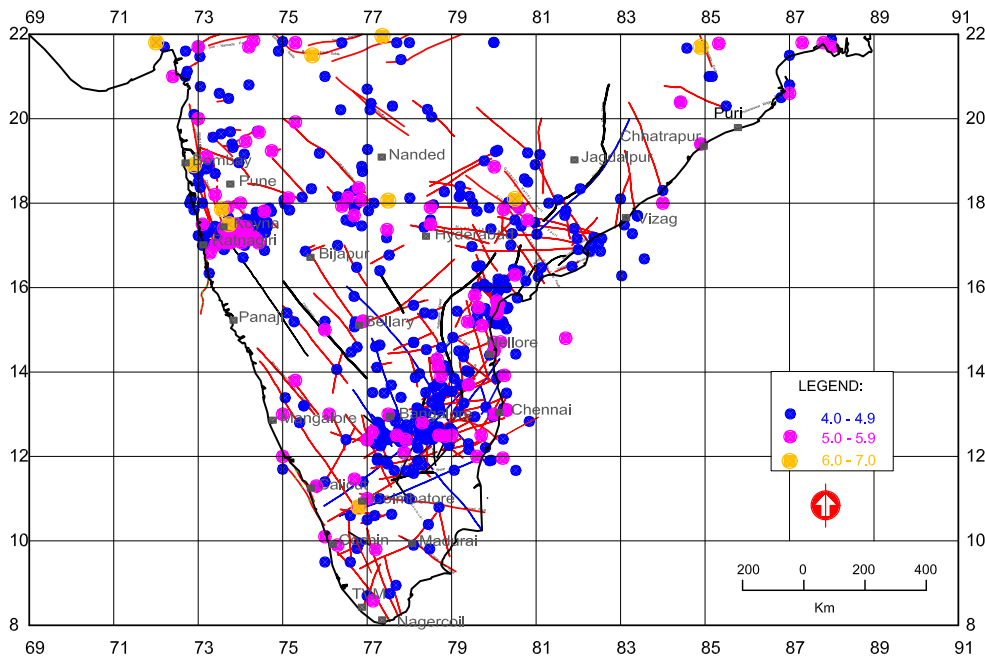 69 71 73 75 77 79 81 83 85 87 89 91
22 22
20 20
18 18
16 16
14 14
12 12
10 10
8 8
69 71 73 75 77 79 81 83 85 87 89 91
Puri
Chhatrapur
Nanded
Jagdalpur
Bombay
Pune
Vizag
Koyna
Hyderabad
Ratnagiri
Bijapur
Panaji
Bellary
Nellore
Mangalore
Bangalore
Chennai
Calicut
Coimbatore
Cochin
Madurai
TVM
Nagercoil
LEGEND:
4.0 - 4.9
5.0 - 5.9
6.0 - 7.0
200 0 200 400
Km